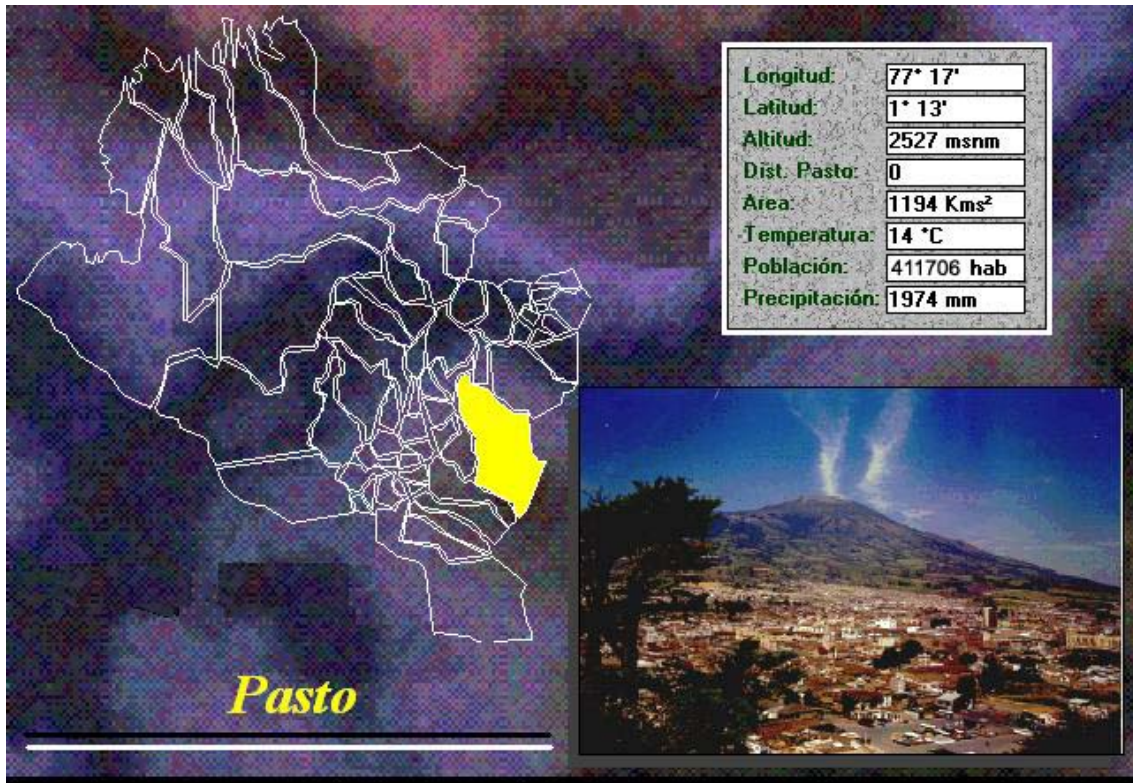 Longitud: 77° 17'
Latitud: 1° 13'
Altitud: 2527 msnm
Dist. Pasto: 0
Area: 1194 Kms²
Temperatura: 14 °C
Población: 411706 hab
Precipitación: 1974 mm
Pasto